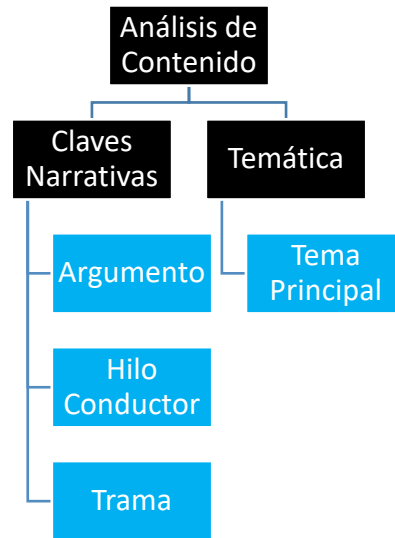 Análisis de
Contenido
Claves
Narrativas
Temática
Argumento
Tema
Principal
Hilo
Conductor
Trama